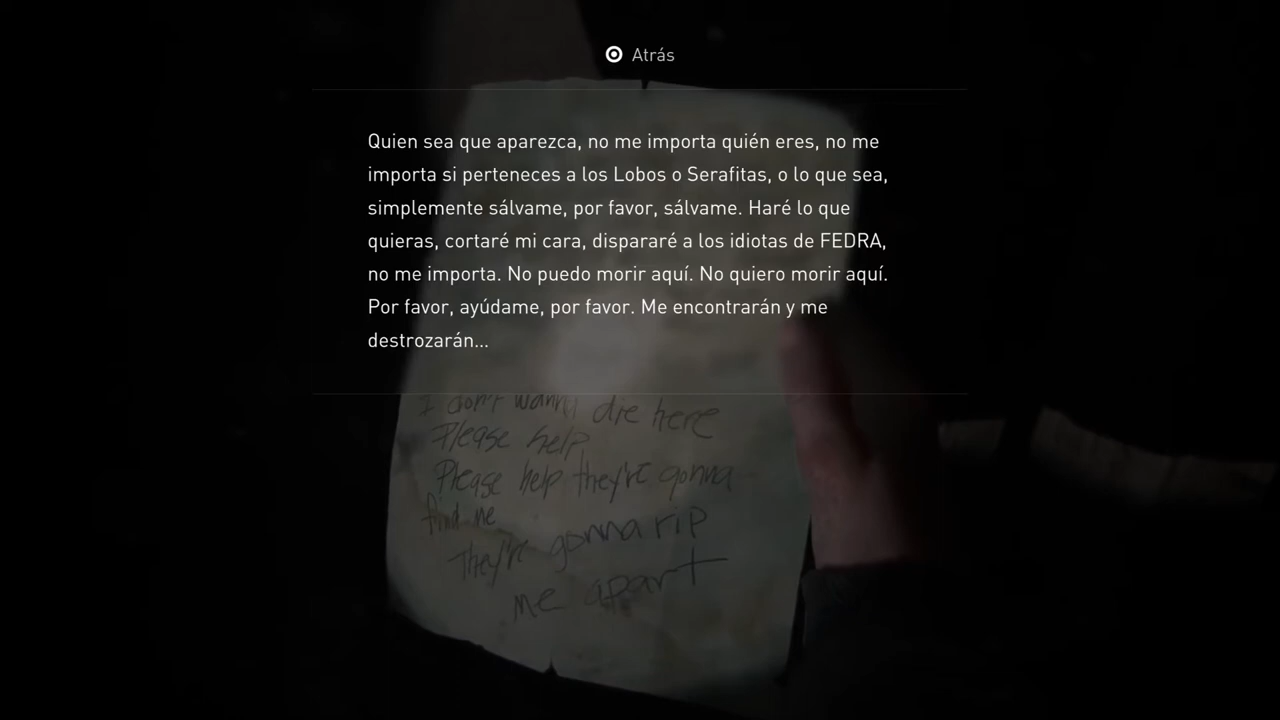 Atrás
Quien sea que aparezca, no me importa quién eres, no me
importa si perteneces a los Lobos o Serafitas, o lo que sea,
simplemente sálvame, por favor, sálvame. Haré lo que
quieras, cortaré mi cara, dispararé a los idiotas de FEDRA,
no me importa. No puedo morir aquí. No quiero morir aquí.
Por favor, ayúdame, por favor. Me encontrarán y me
destrozarán...
I don't wanna die here
Please help
Please help they're gonna
find me
They're gonna rip
me apart